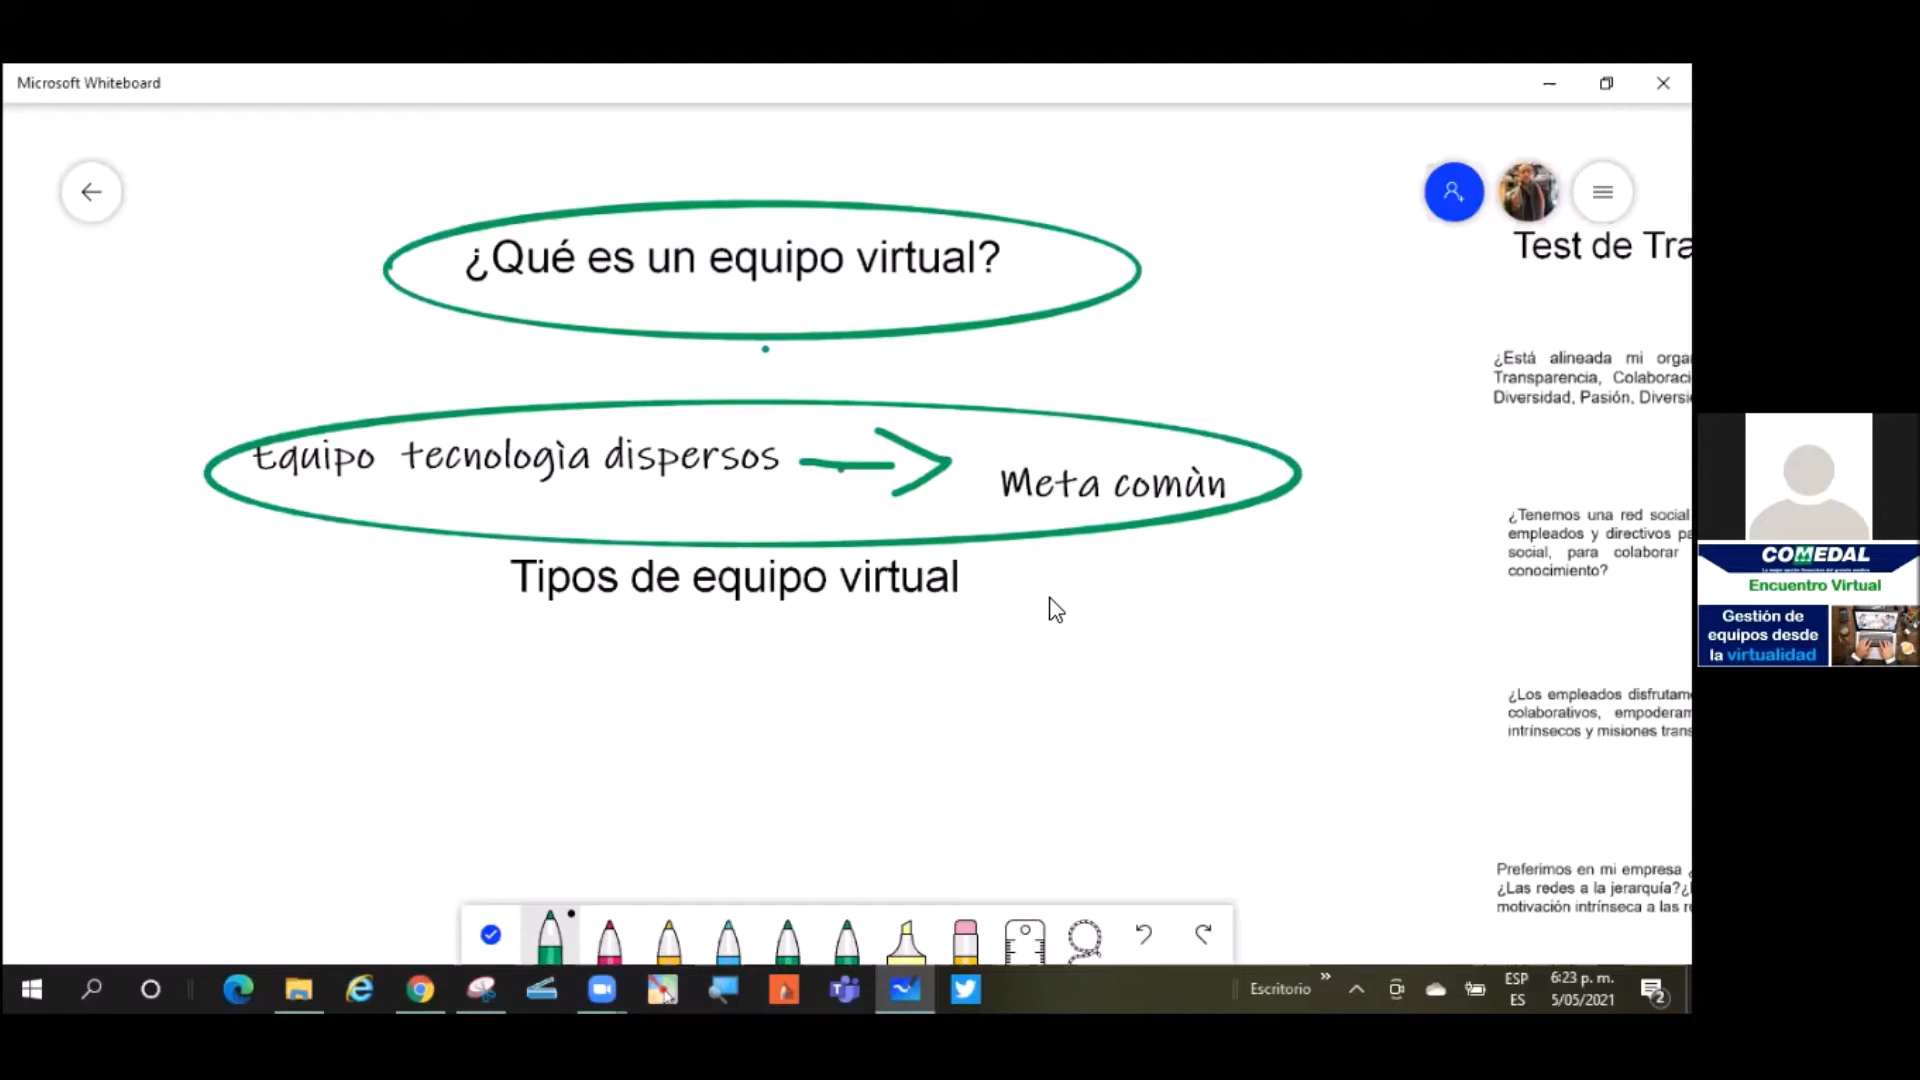 Microsoft Whiteboard
¿Qué es un equipo virtual?
Equipo tecnologìa dispersos
Meta comùn
Tipos de equipo virtual
Test de Tra
¿Está alineada mi orga
Transparencia, Colaboraci
Diversidad, Pasión, Diversi
¿Tenemos una red social
empleados y directivos pa
social, para colaborar
conocimiento?
¿Los empleados disfrutam
colaborativos, empoderam
intrínsecos y misiones trans
Preferimos en mi empresa ¿
¿Las redes a la jerarquía?¿
motivación intrínseca a las re
COMEDAL
Encuentro Virtual
Gestión de
equipos desde
la virtualidad
Escritorio
ESP
ES
6:23 p. m.
5/05/2021
2